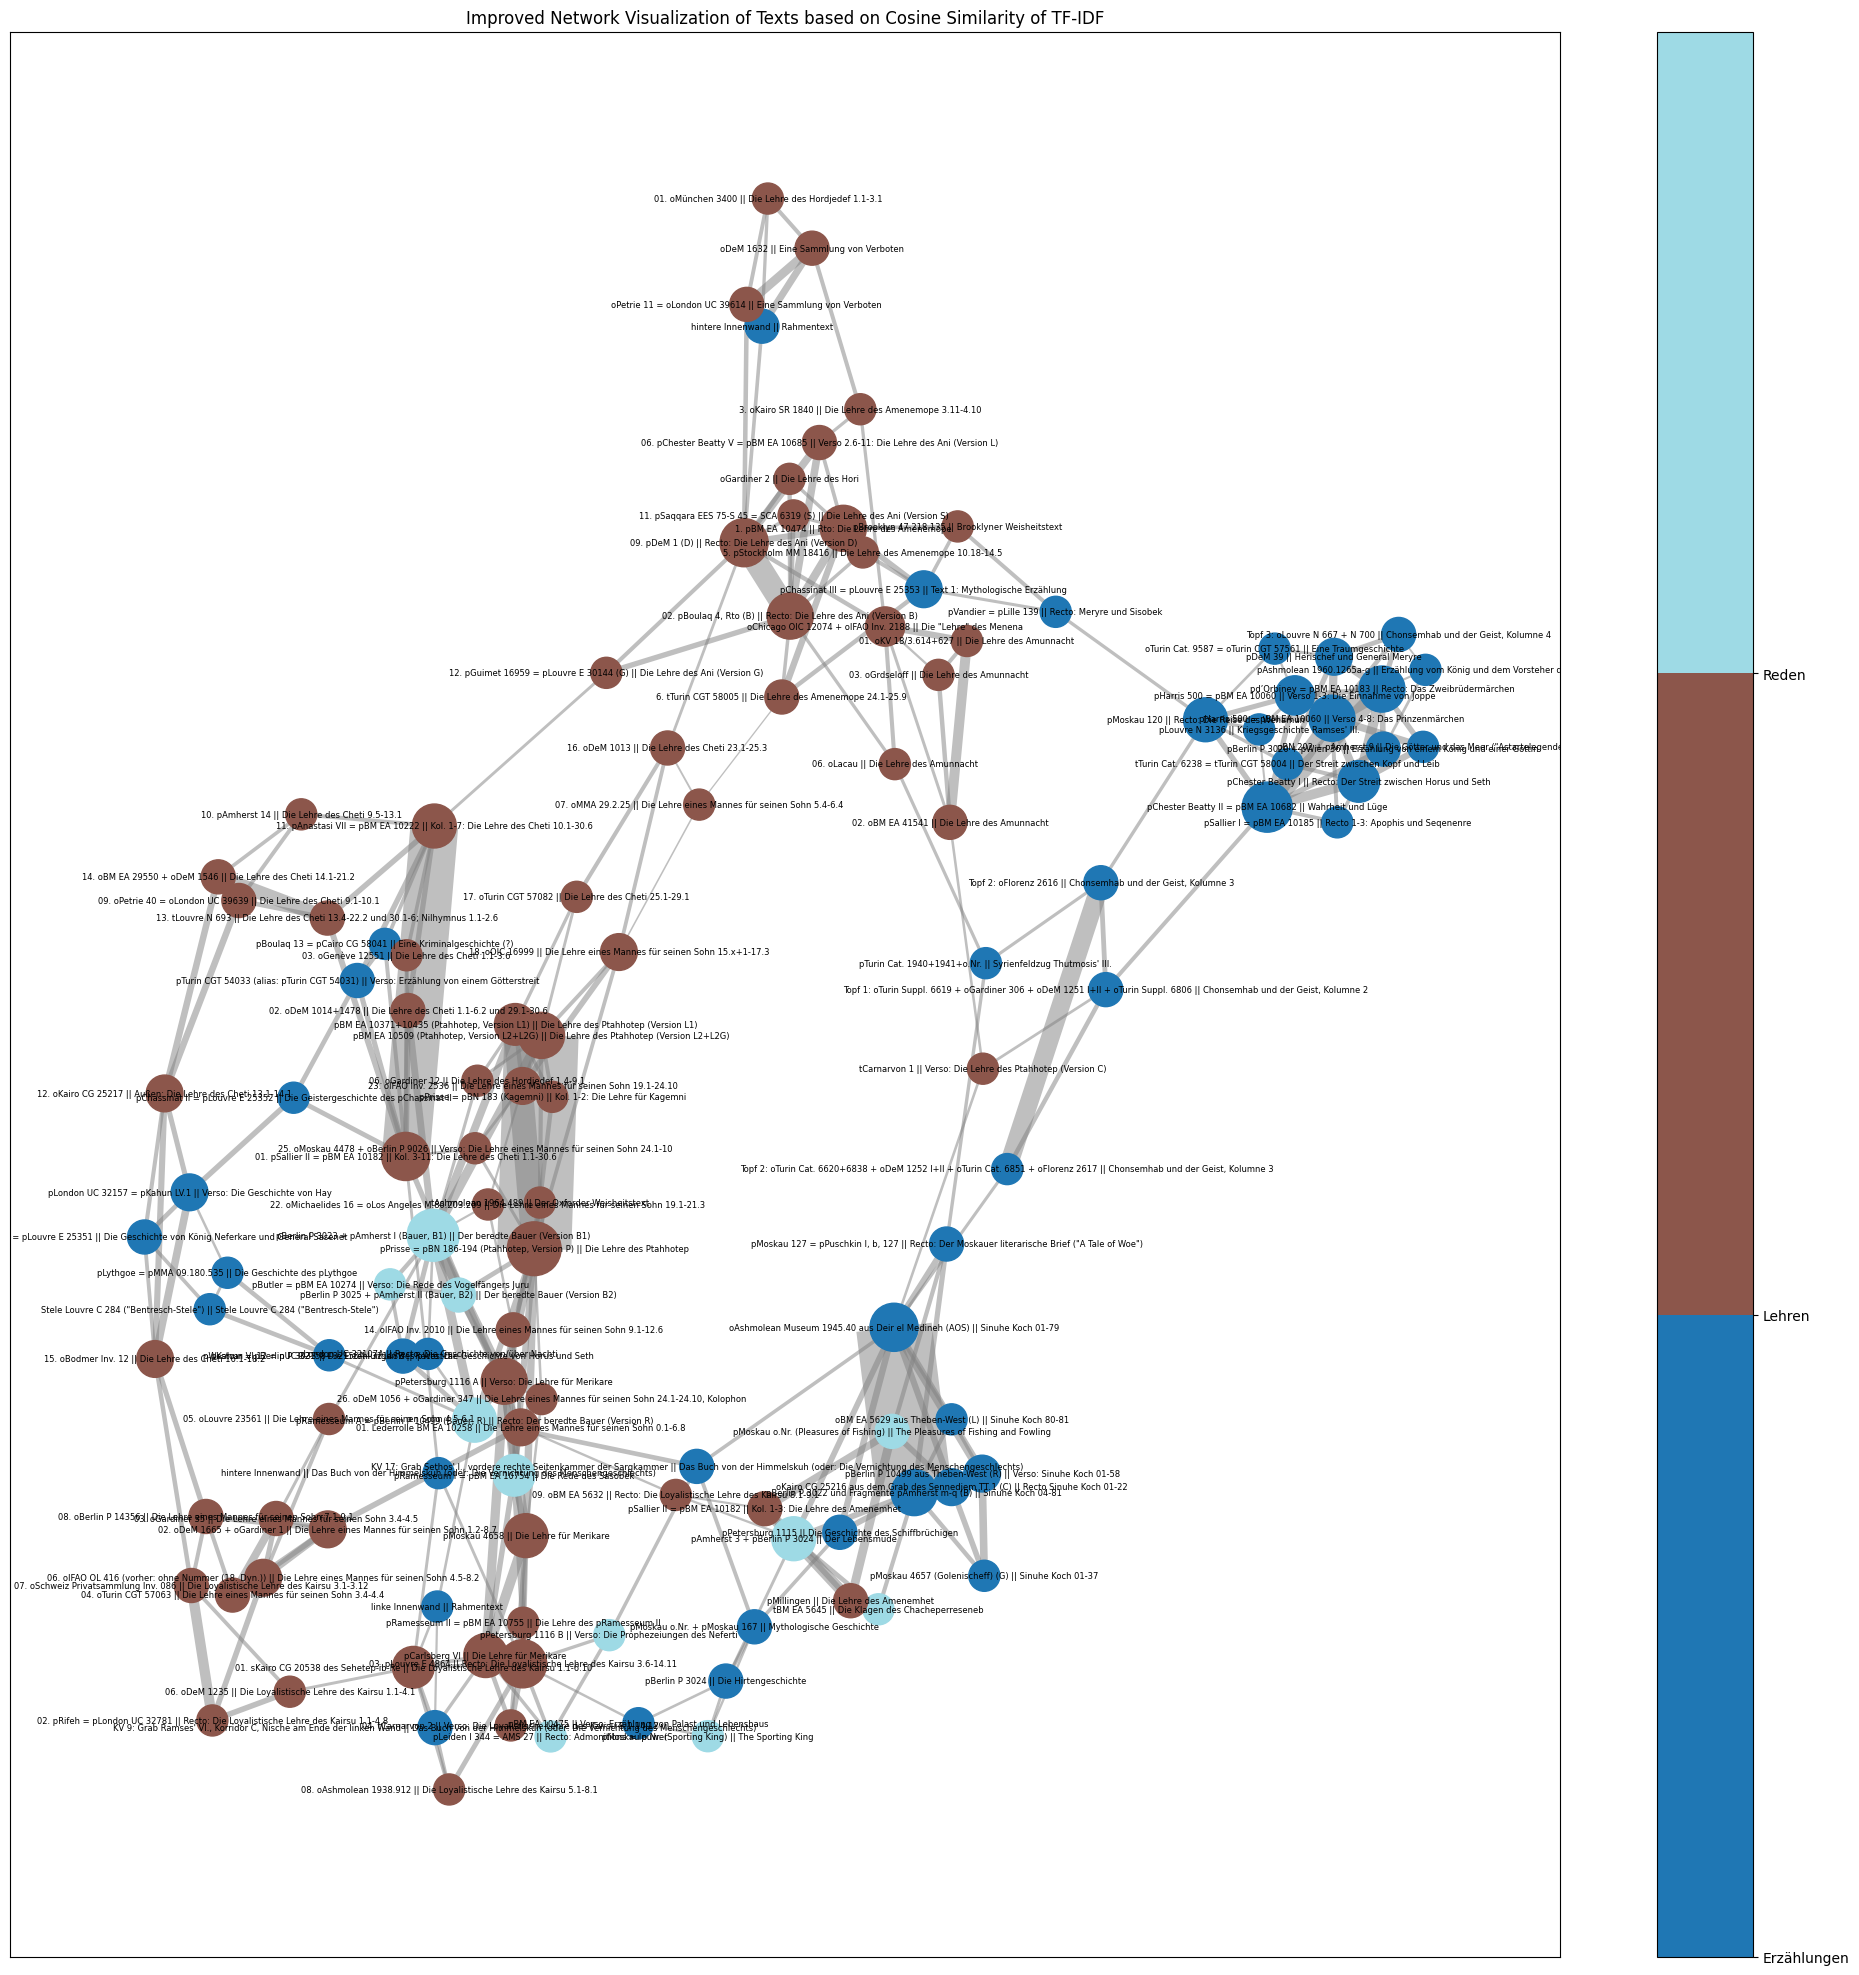 Improved Network Visualization of Texts based on Cosine Similarity of TF-IDF
01. oMünchen 3400 || Die Lehre des Hordjedef 1.1-3.1
oDeM 1632 || Eine Sammlung von Verboten
oPetrie 11 = oLondon UC 39614 || Eine Sammlung von Verboten
hintere Innenwand || Rahmentext
3. oKairo SR 1840 || Die Lehre des Amenemope 3.11-4.10
06. pChester Beatty V = pBM EA 10685 || Verso 2.6-11: Die Lehre des Ani (Version L)
oGardiner 2 || Die Lehre des Hori
11. pSaqqara EES 75-S 45 = SCA 6319 (S) || Die Lehre des Ani (Version S)
1. pBM EA 10474 || Rto: Die Lehre des Amenemope
pBrooklyn 47.218.135 || Brooklyner Weisheitstext
09. pDeM 1 (D) || Recto: Die Lehre des Ani (Version D)
5. pStockholm MM 18416 || Die Lehre des Amenemope 10.18-14.5
pChassinat III = pLouvre E 25353 || Text 1: Mythologische Erzählung
pVandier = pLille 139 || Recto: Meryre und Sisobek
02. pBoulaq 4, Rto (B) || Recto: Die Lehre des Ani (Version B)
oChicago OIC 12074 + oIFAO Inv. 2188 || Die "Lehre" des Menena
Topf 3: oLouvre N 667 + N 700 || Chonsemhab und der Geist, Kolumne 4
01. oKV 18/3.614+627 || Die Lehre des Amunnacht
oTurin Cat. 9587 = oTurin CGT 57561 || Eine Traumgeschichte
pDeM 39 || Herischef und General Meryre
12. pGuimet 16959 = pLouvre E 30144 (G) || Die Lehre des Ani (Version G)
03. oGrdseloff || Die Lehre des Amunnacht
pAshmolean 1960.1265a-g || Erzählung vom König und dem Vorsteher
pd'Orbiney = pBM EA 10183 || Recto: Das Zweibrüdermärchen
6. tTurin CGT 58005 || Die Lehre des Amenemope 24.1-25.9
pHarris 500 = pBM EA 10060 || Verso 1-3: Die Einnahme von Joppe
pMoskau 120 || Recto: Die Reise des Wenamun
pHarris 500 = pBM EA 10060 || Verso 4-8: Das Prinzenmärchen
pLouvre N 3136 || Kriegsgeschichte Ramses' III.
16. oDeM 1013 || Die Lehre des Cheti 23.1-25.3
tTurin Cat. 6238 = tTurin CGT 58004 || Der Streit zwischen Kopf und Leib
06. oLacau || Die Lehre des Amunnacht
pChester Beatty I || Recto: Der Streit zwischen Horus und Seth
07. oMMA 29.2.25 || Die Lehre eines Mannes für seinen Sohn 5.4-6.4
pChester Beatty II = pBM EA 10682 || Wahrheit und Lüge
10. pAmherst 14 || Die Lehre des Cheti 9.5-13.1
02. oBM EA 41541 || Die Lehre des Amunnacht
pSallier I = pBM EA 10185 || Recto 1-3: Apophis und Seqenenre
11. pAnastasi VII = pBM EA 10222 || Kol. 1-7: Die Lehre des Cheti 10.1-30.6
14. oBM EA 29550 + oDeM 1546 || Die Lehre des Cheti 14.1-21.2
Topf 2: oFlorenz 2616 || Chonsemhab und der Geist, Kolumne 3
17. oTurin CGT 57082 || Die Lehre des Cheti 25.1-29.1
09. oPetrie 40 = oLondon UC 39639 || Die Lehre des Cheti 9.1-10.1
13. tLouvre N 693 || Die Lehre des Cheti 13.4-22.2 und 30.1-6; Nilhymnus 1.1-2.6
pBoulaq 13 = pCairo CG 58041 || Eine Kriminalgeschichte (?)
18. oOIC 16999 || Die Lehre eines Mannes für seinen Sohn 15.x+1-17.3
03. oGenève 12551 || Die Lehre des Cheti 1.1-3.6
pTurin Cat. 1940+1941+o.Nr. || Syrienfeldzug Thutmosis' III.
pTurin CGT 54033 (alias: pTurin CGT 54031) || Verso: Erzählung von einem Götterstreit
Topf 1: oTurin Suppl. 6619 + oGardiner 306 + oDeM 1251 I+II + oTurin Suppl. 6806 || Chonsemhab und der Geist, Kolumne 2
02. oDeM 1014+1478 || Die Lehre des Cheti 1.1-6.2 und 29.1-30.6
pBM EA 10371+10435 (Ptahhotep, Version L1) || Die Lehre des Ptahhotep (Version L1)
pBM EA 10509 (Ptahhotep, Version L2+L2G) || Die Lehre des Ptahhotep (Version L2+L2G)
tCarnarvon 1 || Verso: Die Lehre des Ptahhotep (Version C)
06. oGardiner 12 || Die Lehre des Hordjedef 1.4-9.1
23. oIFAO Inv. 2536 || Die Lehre eines Mannes für seinen Sohn 19.1-24.10
12. oKairo CG 25217 || Außen: Die Lehre des Cheti 13.1-14.1
pChassinat II = pLouvre E 25352 || Die Geistergeschichte des pChassinat II
pPrisse = pBN 183 (Kagemni) || Kol. 1-2: Die Lehre für Kagemni
25. oMoskau 4478 + oBerlin P 9026 || Verso: Die Lehre eines Mannes für seinen Sohn 24.1-10
01. pSallier II = pBM EA 10182 || Kol. 3-11: Die Lehre des Cheti 1.1-30.6
Topf 2: oTurin Cat. 6620+6838 + oDeM 1252 I+II + oTurin Cat. 6851 + oFlorenz 2617 || Chonsemhab und der Geist, Kolumne 3
pLondon UC 32157 = pKahun LV.1 || Verso: Die Geschichte von Hay
tAshmolean 1964.489 || Der Oxforder Weisheitstext
22. oMichaelides 16 = oLos Angeles M.80.203.209 || Die Lehre eines Mannes für seinen Sohn 19.1-21.3
= pLouvre E 25351 || Die Geschichte von König Neferkare und General Sasenet
pBerlin P 3023 + pAmherst I (Bauer, B1) || Der beredte Bauer (Version B1)
pMoskau 127 = pPuschkin I, b, 127 || Recto: Der Moskauer literarische Brief ("A Tale of Woe")
pPrisse = pBN 186-194 (Ptahhotep, Version P) || Die Lehre des Ptahhotep
pLythgoe = pMMA 09.180.535 || Die Geschichte des pLythgoe
pButler = pBM EA 10274 || Verso: Die Rede des Vogelfängers Juru
pBerlin P 3025 + pAmherst II (Bauer, B2) || Der beredte Bauer (Version B2)
Stele Louvre C 284 ("Bentresch-Stele") || Stele Louvre C 284 ("Bentresch-Stele")
14. oIFAO Inv. 2010 || Die Lehre eines Mannes für seinen Sohn 9.1-12.6
oAshmolean Museum 1945.40 aus Deir el Medineh (AOS) || Sinuhe Koch 01-79
15. oBodmer Inv. 12 || Die Lehre des Cheti 16.1-18.2
pPetersburg 1116 A || Verso: Die Lehre für Merikare
26. oDeM 1056 + oGardiner 347 || Die Lehre eines Mannes für seinen Sohn 24.1-24.10, Kolophon
05. oLouvre 23561 || Die Lehre eines Mannes für seinen Sohn 4.5-6.1
pRamesseum A = pBerlin P 10499 (Bauer, R) || Recto: Der beredte Bauer (Version R)
oBM EA 5629 aus Theben-West (L) || Sinuhe Koch 80-81
01. Lederrolle BM EA 10258 || Die Lehre eines Mannes für seinen Sohn 0.1-6.8
pMoskau o.Nr. (Pleasures of Fishing) || The Pleasures of Fishing and Fowling
KV 17: Grab Sethos' I., vordere rechte Seitenkammer der Sargkammer || Das Buch von der Himmelskuh (oder: Die Vernichtung des Menschengeschlechts)
hintere Innenwand || Das Buch von der Himmelskuh (oder: Die Vernichtung des Menschengeschlechts)
pRamesseum I = pBM EA 10754 || Die Rede des Sasobek
pBerlin P 10499 aus Theben-West (R) || Verso: Sinuhe Koch 01-58
oKairo CG 25216 aus dem Grab des Sennedjem TT 1 (C) || Recto Sinuhe Koch 01-22
pBerlin P 3022 und Fragmente pAmherst m-q (B) || Sinuhe Koch 04-81
09. oBM EA 5632 || Recto: Die Loyalistische Lehre des Kairsu 8.1-9.9
pSallier II = pBM EA 10182 || Kol. 1-3: Die Lehre des Amenemhet
08. oBerlin P 14356 || Die Lehre eines Mannes für seinen Sohn 7.1-9.1
03. oGardiner 35 || Die Lehre eines Mannes für seinen Sohn 3.4-4.5
02. oDeM 1665 + oGardiner 1 || Die Lehre eines Mannes für seinen Sohn 1.2-8.7
pPetersburg 1115 || Die Geschichte des Schiffbrüchigen
pMoskau 4658 || Die Lehre für Merikare
pAmherst 3 + pBerlin P 3024 || Der Lebensmüde
06. oIFAO OL 416 (vorher: ohne Nummer (18. Dyn.)) || Die Lehre eines Mannes für seinen Sohn 4.5-8.2
pMoskau 4657 (Golenischeff) (G) || Sinuhe Koch 01-37
07. oSchweiz Privatsammlung Inv. 086 || Die Loyalistische Lehre des Kairsu 3.1-3.12
04. oTurin CGT 57063 || Die Lehre eines Mannes für seinen Sohn 3.4-4.4
pMillingen || Die Lehre des Amenemhet
linke Innenwand || Rahmentext
tBM EA 5645 || Die Klagen des Chacheperreseneb
pRamesseum II = pBM EA 10755 || Die Lehre des pRamesseum II
pMoskau o.Nr. + pMoskau 167 || Mythologische Geschichte
pPetersburg 1116 B || Verso: Die Prophezeiungen des Neferti
pCarlsberg VI || Die Lehre für Merikare
03. pLouvre E 4864 || Recto: Die Loyalistische Lehre des Kairsu 3.6-14.11
01. sKairo CG 20538 des Sehetep-ib-Re || Die Loyalistische Lehre des Kairsu 1.1-6.10
pBerlin P 3024 || Die Hirtengeschichte
06. oDeM 1235 || Die Loyalistische Lehre des Kairsu 1.1-4.1
02. pRifeh = pLondon UC 32781 || Recto: Die Loyalistische Lehre des Kairsu 1.1-4.8
pBM EA 10475 || Verso: Erzählung von Palast und Lebenshaus
KV 9: Grab Ramses' VI., Korridor C, Nische am Ende der linken Wand || Das Buch von der Himmelskuh (oder: Die Vernichtung des Menschengeschlechts)
pLeiden I 344 = AMS 27 || Recto: Admonitions
(Sporting King) || The Sporting King
08. oAshmolean 1938.912 || Die Loyalistische Lehre des Kairsu 5.1-8.1
Reden
Lehren
Erzählungen